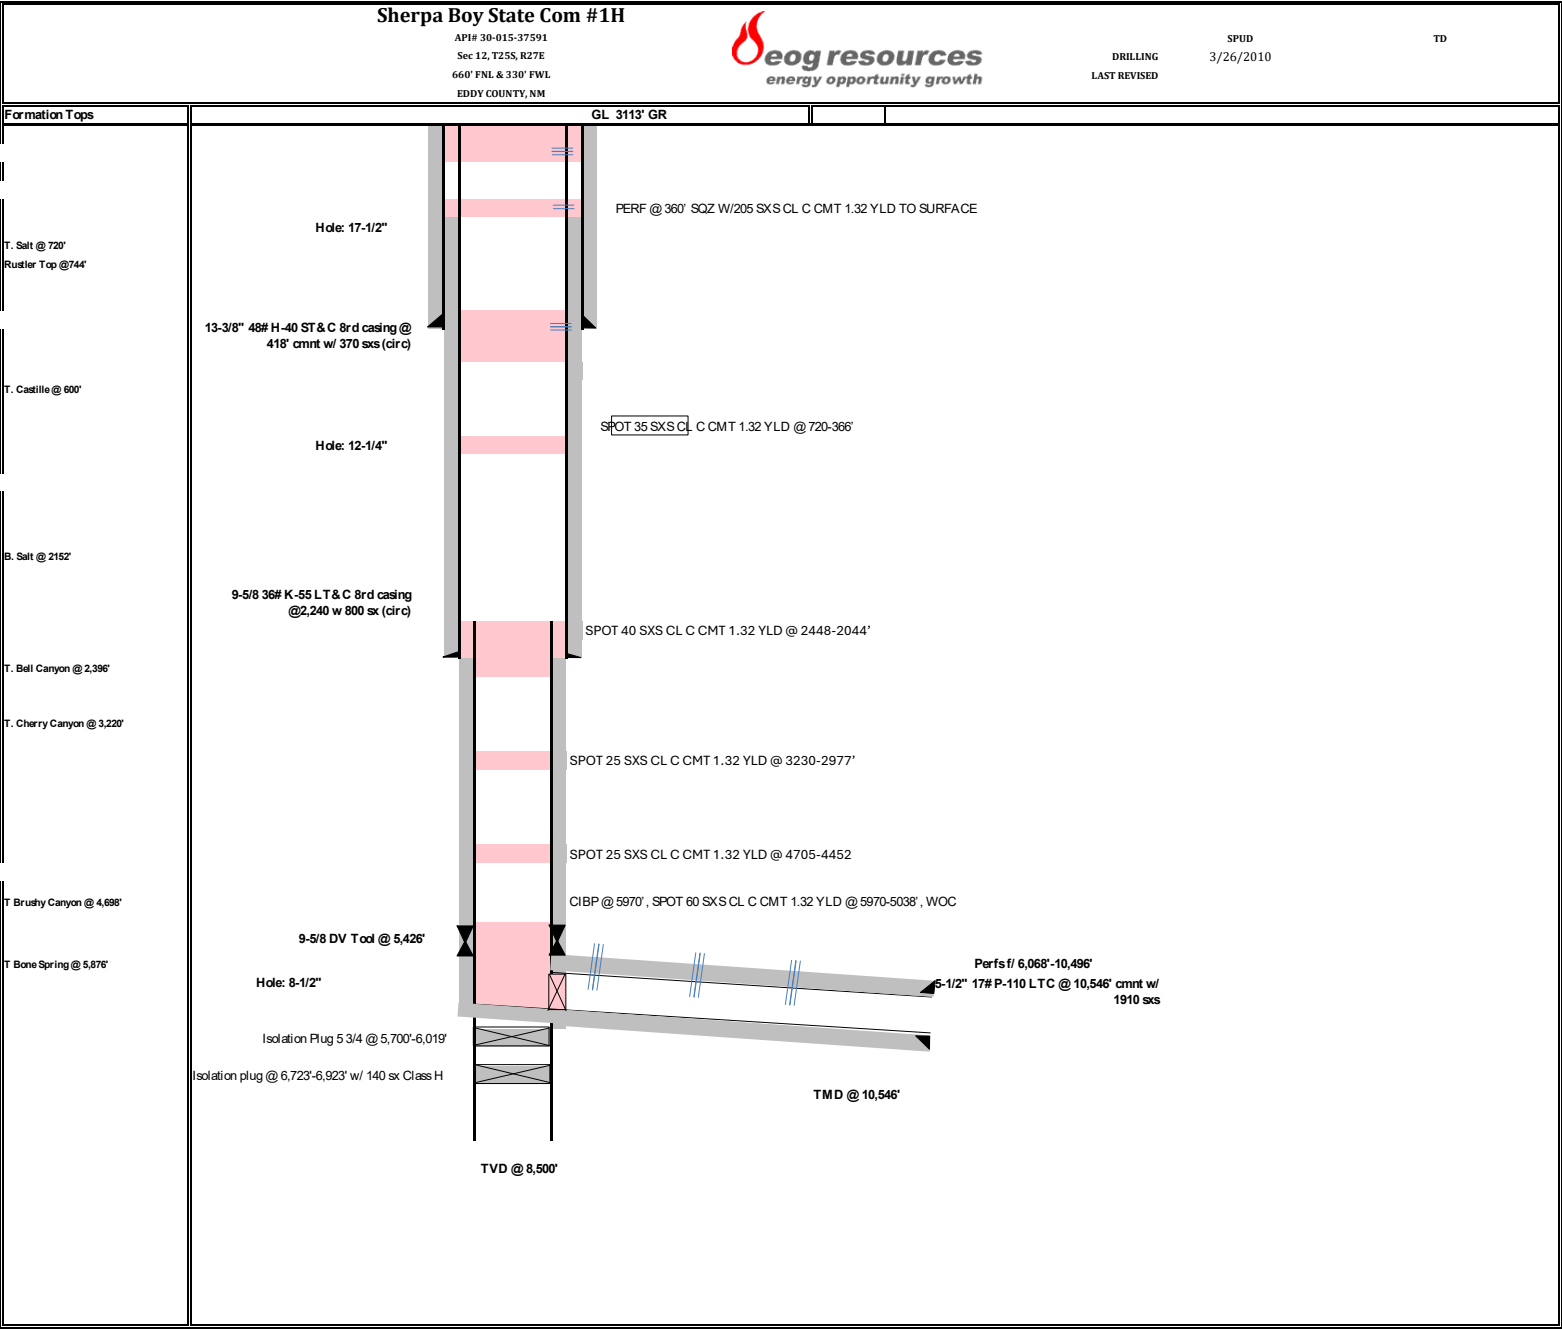 Sherpa Boy State Com #1H
API# 30-015-37591
Sec 12, T25S, R27E
660' FNL & 330' FWL
EDDY COUNTY, NM
eog resources
energy opportunity growth
SPUD
TD
DRILLING
3/26/2010
LAST REVISED
Formation Tops
GL 3113' GR
PERF @ 360' SQZ W/205 SXS CL C CMT 1.32 YLD TO SURFACE
Hole: 17-1/2"
T. Salt @ 720'
Rustler Top @744'
13-3/8" 48# H-40 ST&C 8rd casing @
418' cmnt w/ 370 sxs (circ)
T. Castille @ 600'
SPOT 35 SXS CL C CMT 1.32 YLD @ 720-366'
Hole: 12-1/4"
B. Salt @ 2152'
9-5/8 36# K-55 LT&C 8rd casing
@2,240 w 800 sx (circ)
SPOT 40 SXS CL C CMT 1.32 YLD @ 2448-2044'
T. Bell Canyon @ 2,396'
T. Cherry Canyon @ 3,220'
SPOT 25 SXS CL C CMT 1.32 YLD @ 3230-2977'
SPOT 25 SXS CL C CMT 1.32 YLD @ 4705-4452
T Brushy Canyon @ 4,698'
CIBP @ 5970', SPOT 60 SXS CL C CMT 1.32 YLD @ 5970-5038', WOC
9-5/8 DV Tool @ 5,426'
T Bone Spring @ 5,876'
Perfs f/ 6,068'-10,496'
Hole: 8-1/2"
5-1/2" 17# P-110 LTC @ 10,546' cmnt w/
1910 sxs
Isolation Plug 5 3/4 @ 5,700'-6,019'
Isolation plug @ 6,723'-6,923' w/ 140 sx Class H
TMD @ 10,546'
TVD @ 8,500'